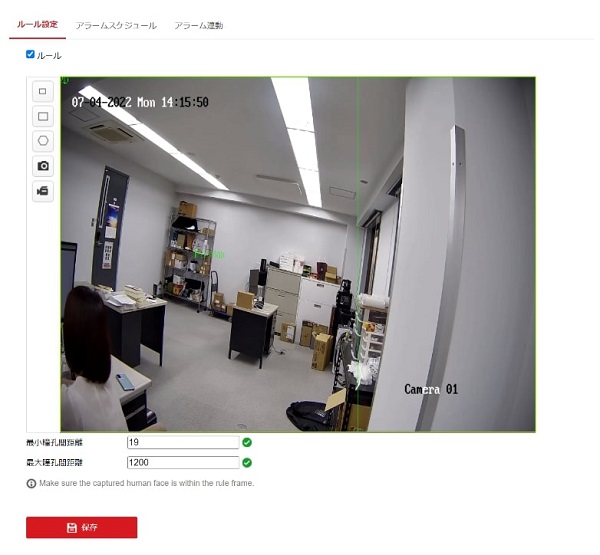 ルール設定 アラームスケジュール アラーム連動
ルール
07-04-2022 Mon 14:15:50
Camera 01
最小瞳孔間距離 19
最大瞳孔間距離 1200
Make sure the captured human face is within the rule frame.
保存